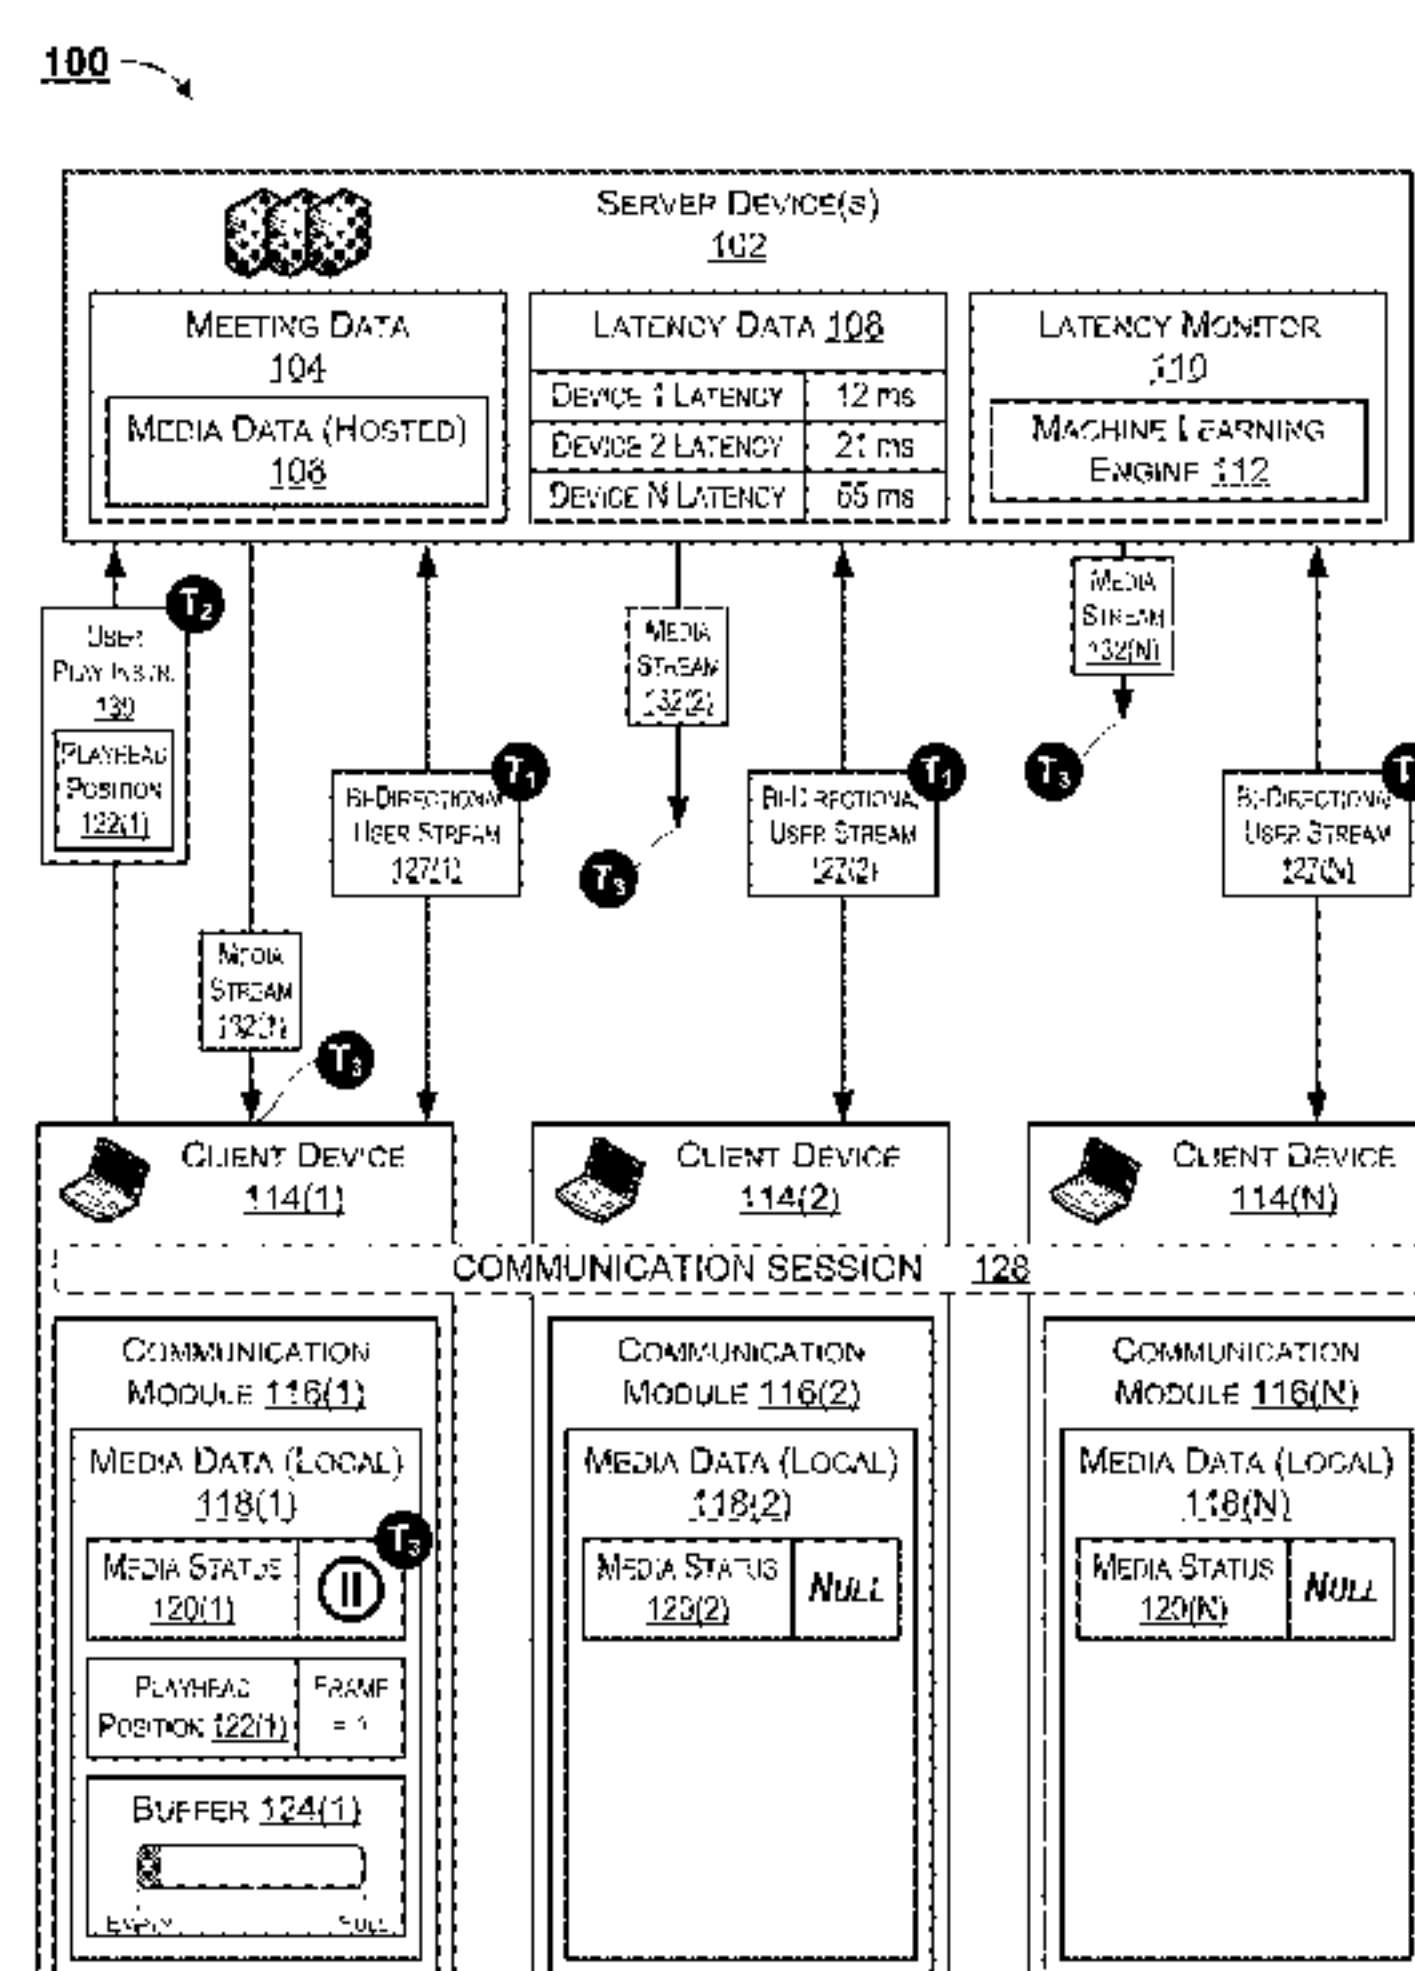 100
SERVER DEVICE(S)
102
MEETING DATA
104
MEDIA DATA (HOSTED)
106
LATENCY DATA 108
DEVICE 1 LATENCY 12 ms
DEVICE 2 LATENCY 21 ms
DEVICE N LATENCY 65 ms
LATENCY MONITOR
110
MACHINE LEARNING
ENGINE 112
T2
USER
PLAY INSTR.
130
PLAYHEAD
POSITION
122(1)
MEDIA
STREAM
132(1)
T3
T1
BI-DIRECTIONAL
USER STREAM
127(1)
MEDIA
STREAM
132(2)
T3
T1
BI-DIRECTIONAL
USER STREAM
127(2)
MEDIA
STREAM
132(N)
T3
T
BI-DIRECTIONAL
USER STREAM
127(N)
CLIENT DEVICE
114(1)
CLIENT DEVICE
114(2)
CLIENT DEVICE
114(N)
COMMUNICATION SESSION 128
COMMUNICATION
MODULE 116(1)
MEDIA DATA (LOCAL)
118(1)
T3
MEDIA STATUS
120(1)
PLAYHEAD
POSITION 122(1)
FRAME
= 1
BUFFER 124(1)
EMPTY FULL
COMMUNICATION
MODULE 116(2)
MEDIA DATA (LOCAL)
118(2)
MEDIA STATUS
120(2)
NULL
COMMUNICATION
MODULE 116(N)
MEDIA DATA (LOCAL)
118(N)
MEDIA STATUS
120(N)
NULL